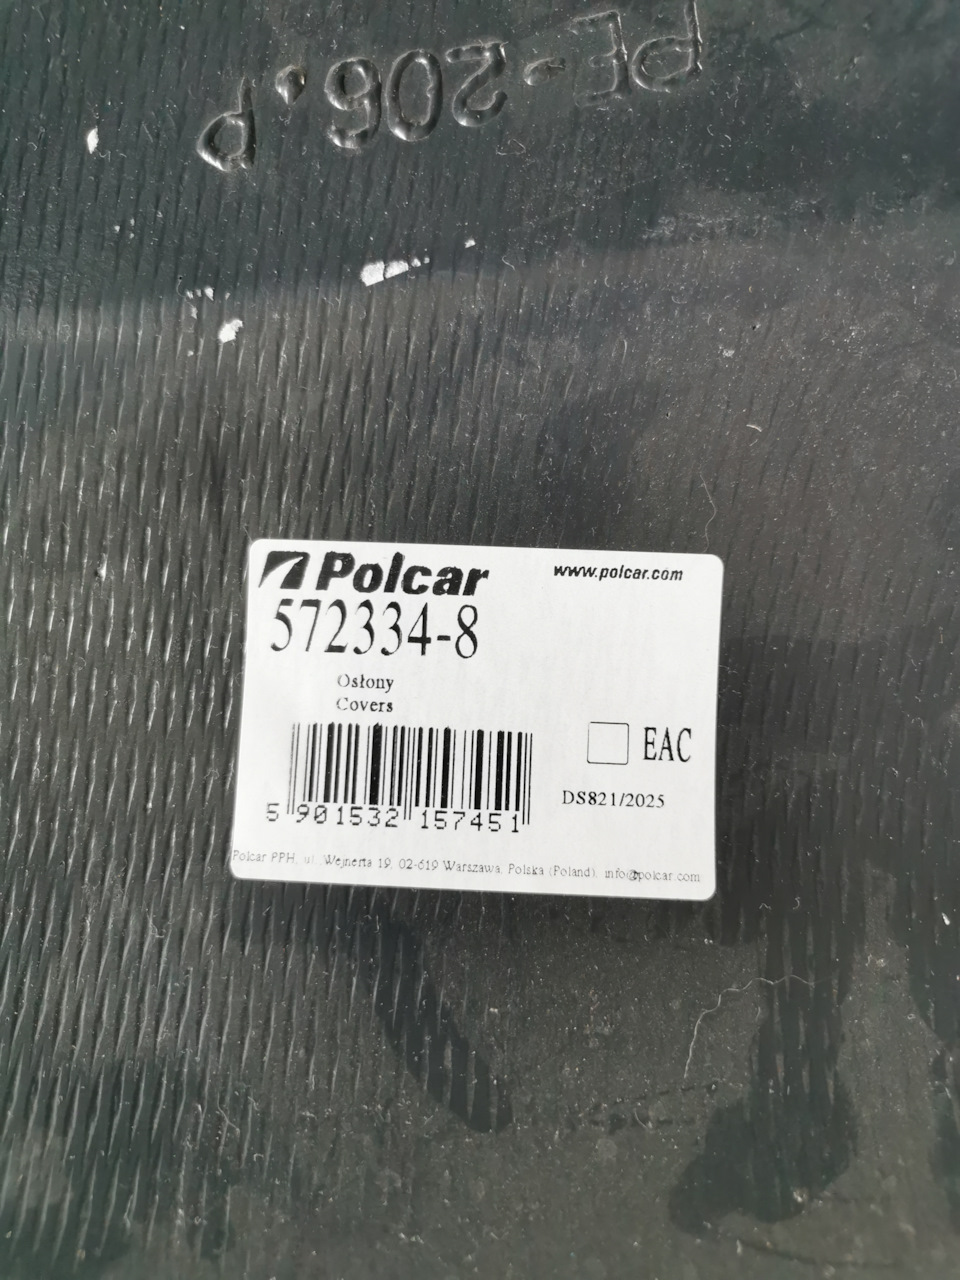 PE-206.P
Polcar
www.polcar.com
572334-8
Osłony
Covers
EAC
DS821/2025
5 901532 157451
Polcar PPH, ul. Wejnerta 19, 02-619 Warszawa, Polska (Poland), info@polcar.com